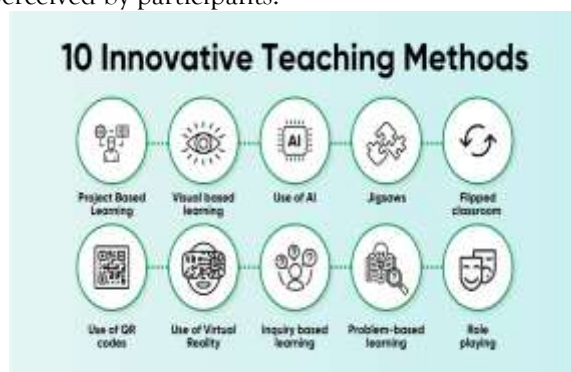 perceived by participants.
10 Innovative Teaching Methods
Project Based
Learning
Visual based
learning
Use of AI
Jigsaws
Flipped
classroom
AI
Use of QR
codes
Use of Virtual
Reality
Inquiry based
learning
Problem-based
learning
Role
playing